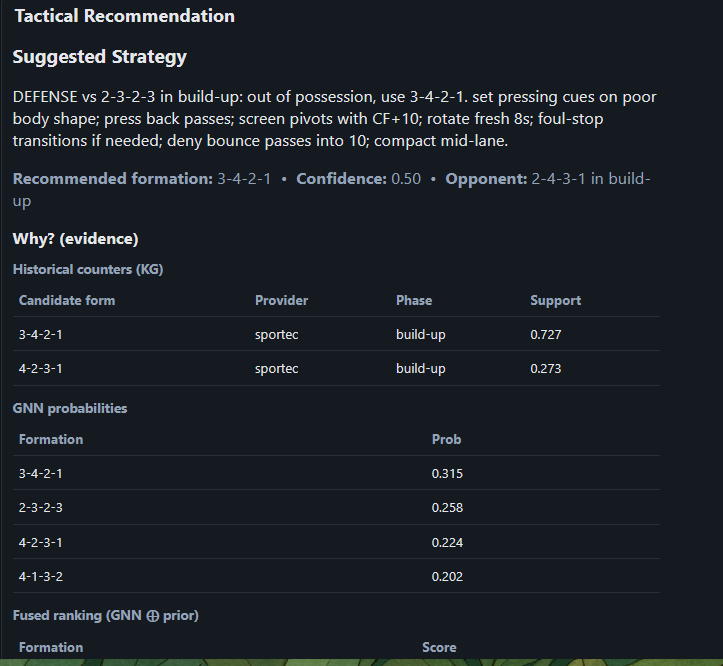 Tactical Recommendation
Suggested Strategy
DEFENSE vs 2-3-2-3 in build-up: out of possession, use 3-4-2-1. set pressing cues on poor
body shape; press back passes; screen pivots with CF+10; rotate fresh 8s; foul-stop
transitions if needed; deny bounce passes into 10; compact mid-lane.
Recommended formation: 3-4-2-1 • Confidence: 0.50 • Opponent: 2-4-3-1 in build-
up
Why? (evidence)
Historical counters (KG)
Candidate form Provider Phase Support
3-4-2-1 sportec build-up 0.727
4-2-3-1 sportec build-up 0.273
GNN probabilities
Formation Prob
3-4-2-1 0.315
2-3-2-3 0.258
4-2-3-1 0.224
4-1-3-2 0.202
Fused ranking (GNN ⨁ prior)
Formation Score